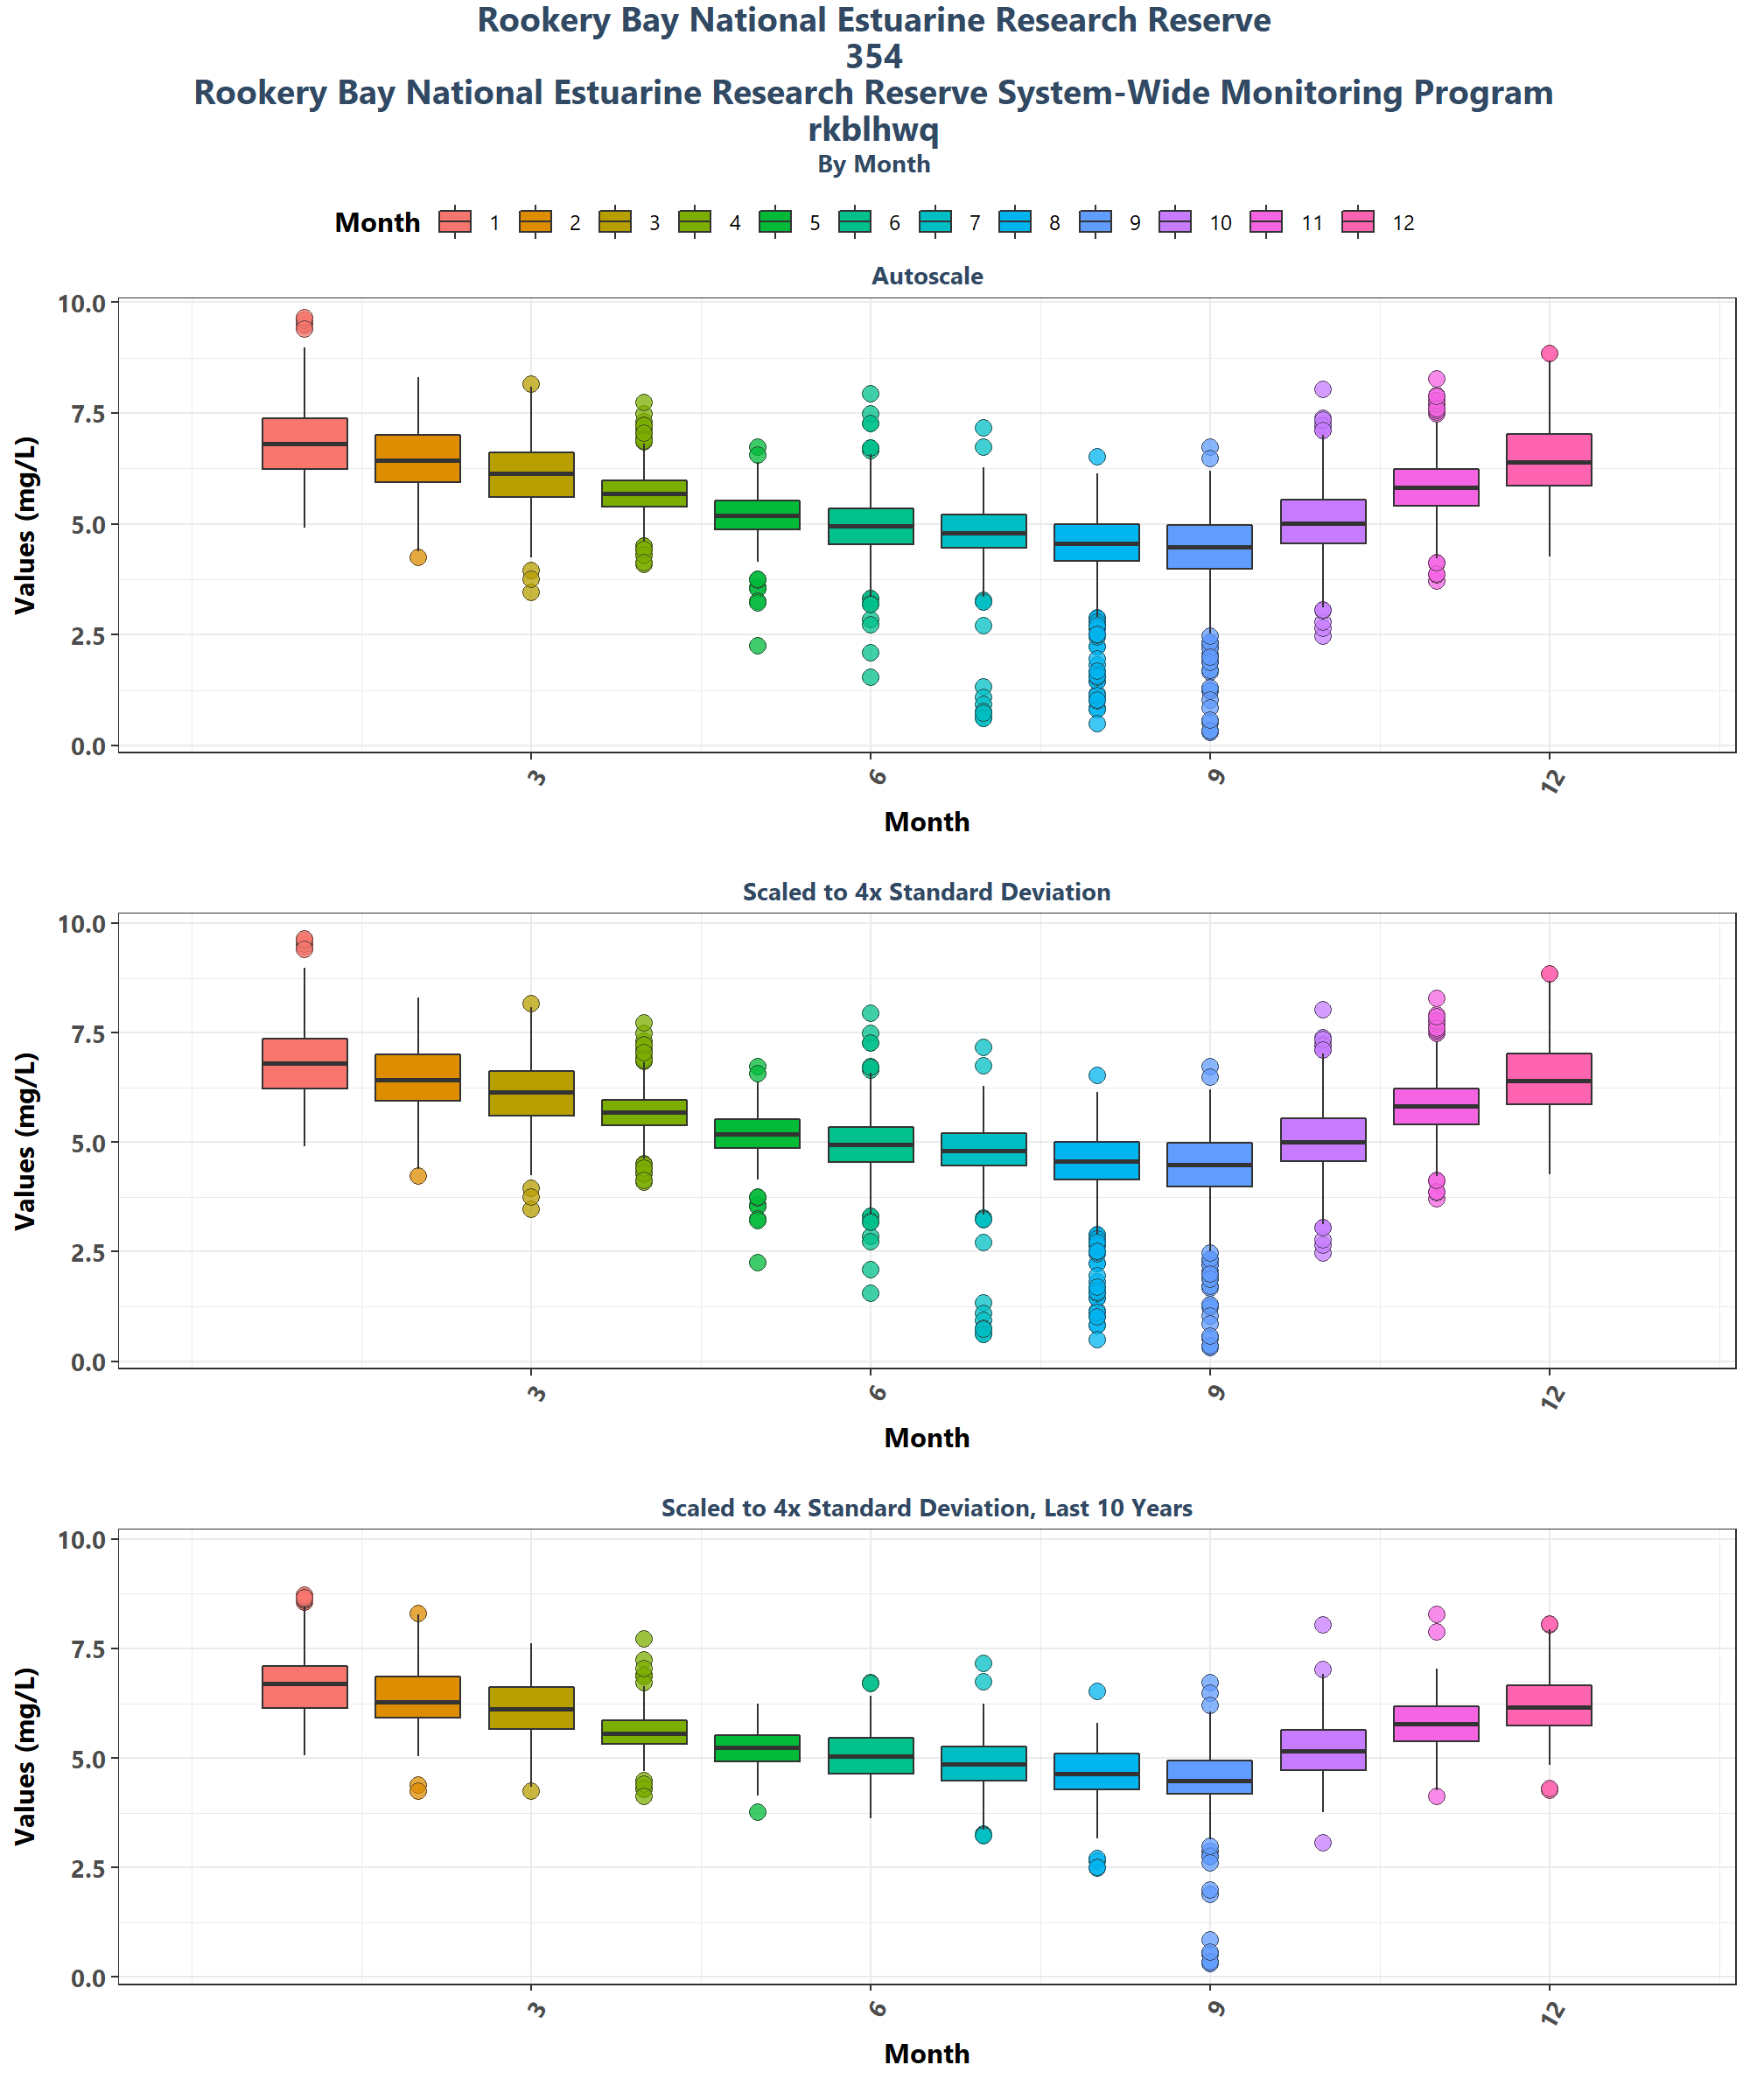 Rookery Bay National Estuarine Research Reserve
354
Rookery Bay National Estuarine Research Reserve System-Wide Monitoring Program
rkblhwq
By Month
Month 1 2 3 4 5 6 7 8 9 10 11 12
Autoscale
Values (mg/L)
10.0
7.5
5.0
2.5
0.0
3 6 9 12
Month
Scaled to 4x Standard Deviation
Values (mg/L)
10.0
7.5
5.0
2.5
0.0
3 6 9 12
Month
Scaled to 4x Standard Deviation, Last 10 Years
Values (mg/L)
10.0
7.5
5.0
2.5
0.0
3 6 9 12
Month